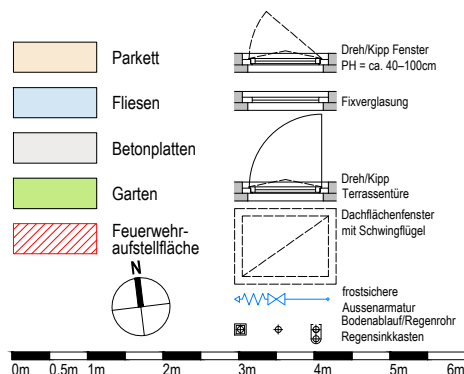 Parkett
Fliesen
Betonplatten
Garten
Feuerwehr-
aufstellfläche
N
Dreh/Kipp Fenster
PH = ca. 40–100cm
Fixverglasung
Dreh/Kipp
Terrassentüre
Dachflächenfenster
mit Schwingflügel
frostsichere
Aussenarmatur
Bodenablauf/Regenrohr
Regensinkkasten
0m 0.5m 1m 2m 3m 4m 5m 6m